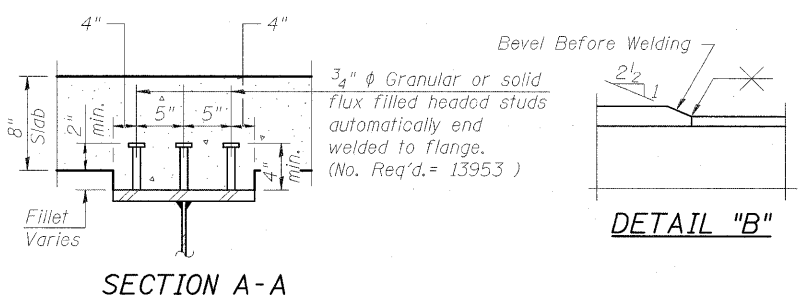 4"
4"
3/4" ϕ Granular or solid
flux filled headed studs
automatically end
welded to flange.
(No. Req'd.= 13953 )
8"
Slab
2"
min.
5"
5"
4"
min.
Fillet
Varies
SECTION A-A
Bevel Before Welding
2 1/2
1
DETAIL "B"